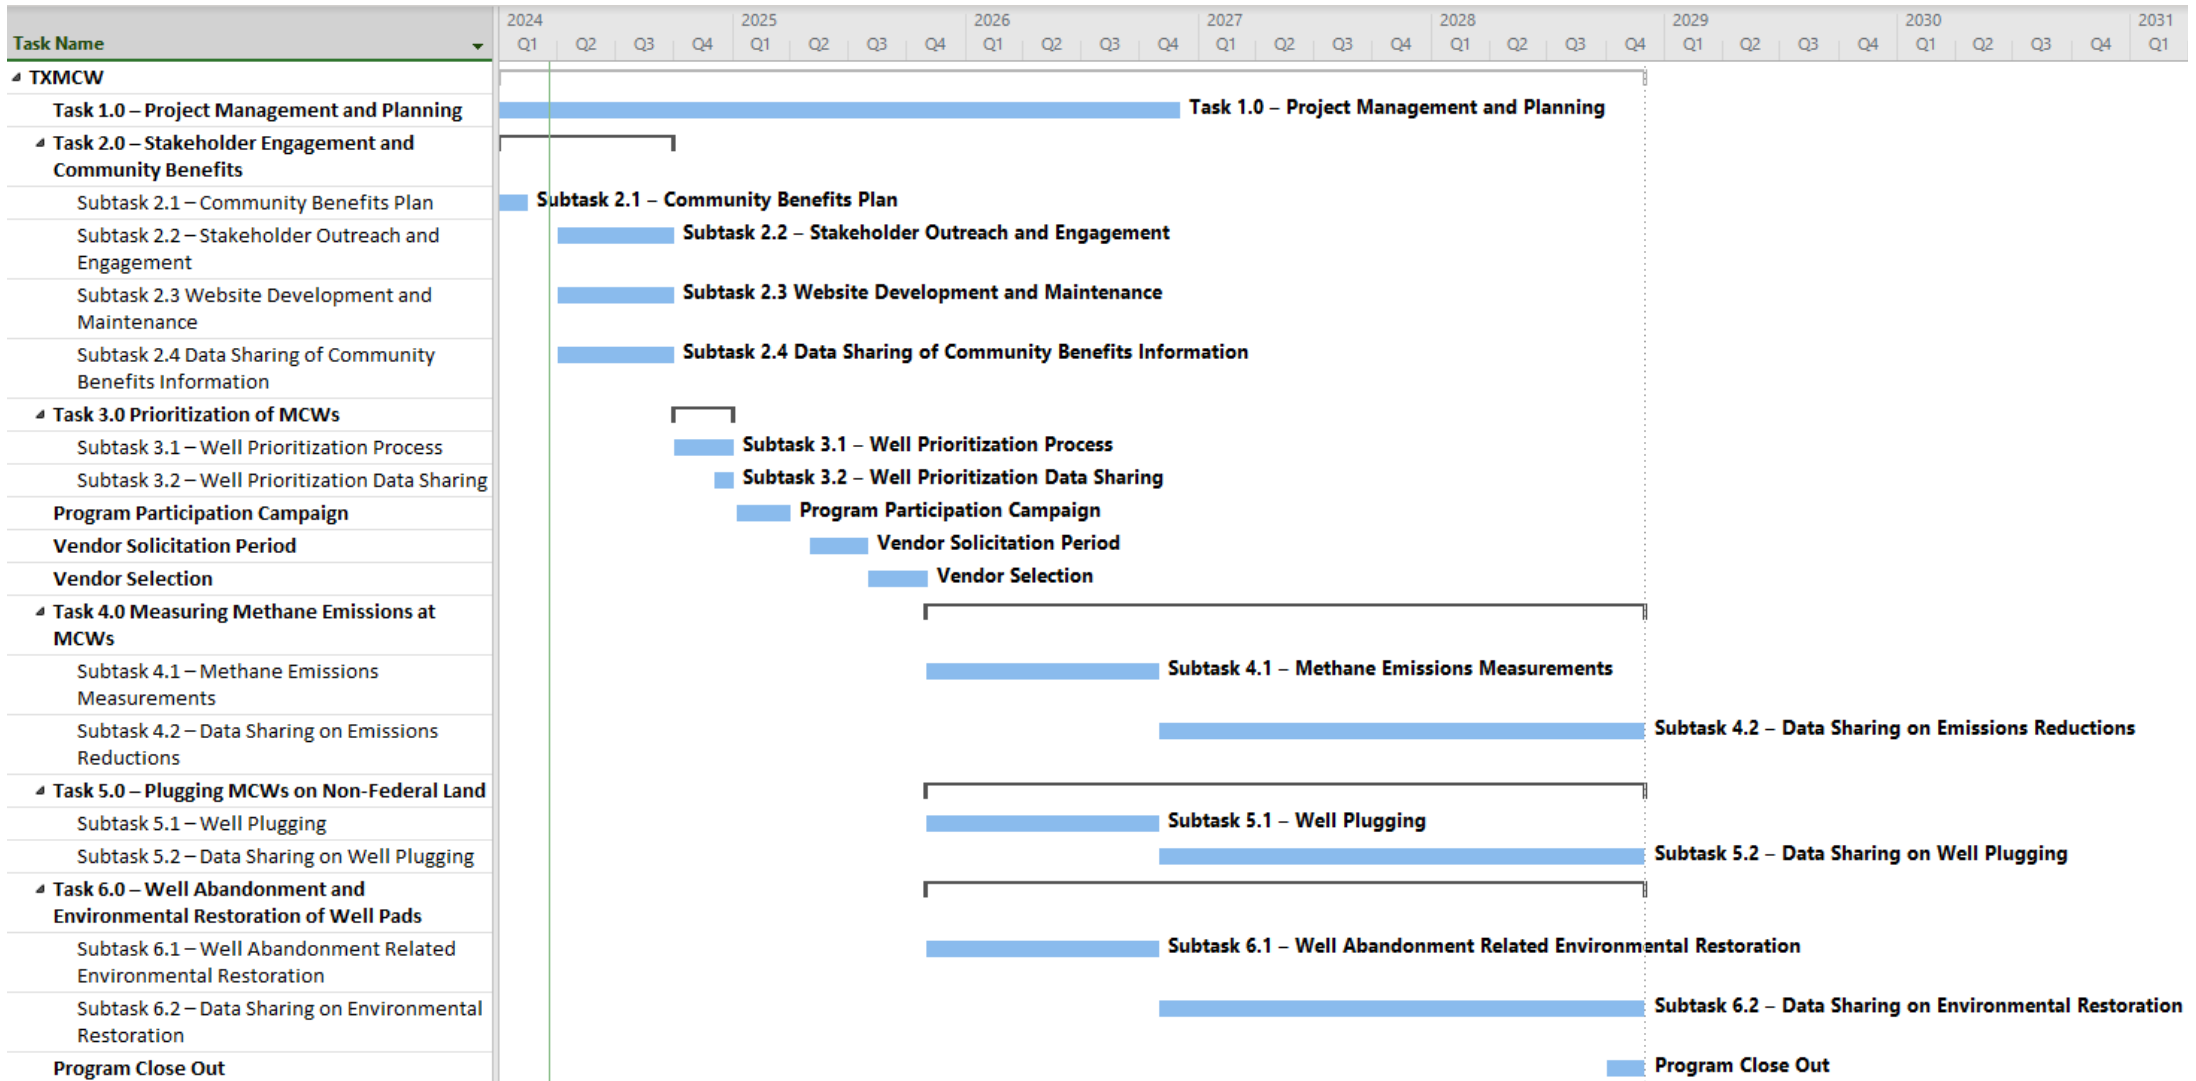 2024 2025 2026 2027 2028 2029 2030 2031
Task Name Q1 Q2 Q3 Q4 Q1 Q2 Q3 Q4 Q1 Q2 Q3 Q4 Q1 Q2 Q3 Q4 Q1 Q2 Q3 Q4 Q1 Q2 Q3 Q4 Q1 Q2 Q3 Q4 Q1
TXMCW
Task 1.0 – Project Management and Planning Task 1.0 – Project Management and Planning
Task 2.0 – Stakeholder Engagement and
Community Benefits
Subtask 2.1 – Community Benefits Plan Subtask 2.1 – Community Benefits Plan
Subtask 2.2 – Stakeholder Outreach and Subtask 2.2 – Stakeholder Outreach and Engagement
Engagement
Subtask 2.3 Website Development and Subtask 2.3 Website Development and Maintenance
Maintenance
Subtask 2.4 Data Sharing of Community Subtask 2.4 Data Sharing of Community Benefits Information
Benefits Information
Task 3.0 Prioritization of MCWs
Subtask 3.1 – Well Prioritization Process Subtask 3.1 – Well Prioritization Process
Subtask 3.2 – Well Prioritization Data Sharing Subtask 3.2 – Well Prioritization Data Sharing
Program Participation Campaign Program Participation Campaign
Vendor Solicitation Period Vendor Solicitation Period
Vendor Selection Vendor Selection
Task 4.0 Measuring Methane Emissions at
MCWs
Subtask 4.1 – Methane Emissions Subtask 4.1 – Methane Emissions Measurements
Measurements
Subtask 4.2 – Data Sharing on Emissions Subtask 4.2 – Data Sharing on Emissions Reductions
Reductions
Task 5.0 – Plugging MCWs on Non-Federal Land
Subtask 5.1 – Well Plugging Subtask 5.1 – Well Plugging
Subtask 5.2 – Data Sharing on Well Plugging Subtask 5.2 – Data Sharing on Well Plugging
Task 6.0 – Well Abandonment and
Environmental Restoration of Well Pads
Subtask 6.1 – Well Abandonment Related Subtask 6.1 – Well Abandonment Related Environmental Restoration
Environmental Restoration
Subtask 6.2 – Data Sharing on Environmental Subtask 6.2 – Data Sharing on Environmental Restoration
Restoration
Program Close Out Program Close Out